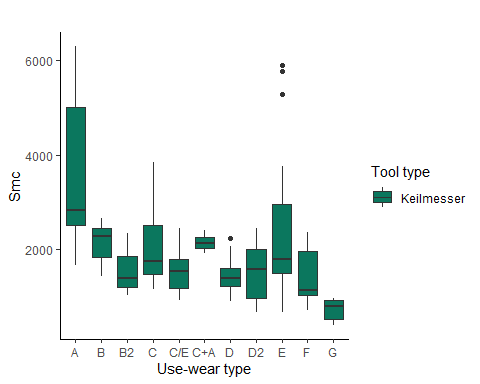 6000
4000
2000
Smc
A B B2 C C/E C+A D D2 E F G
Use-wear type
Tool type
Keilmesser